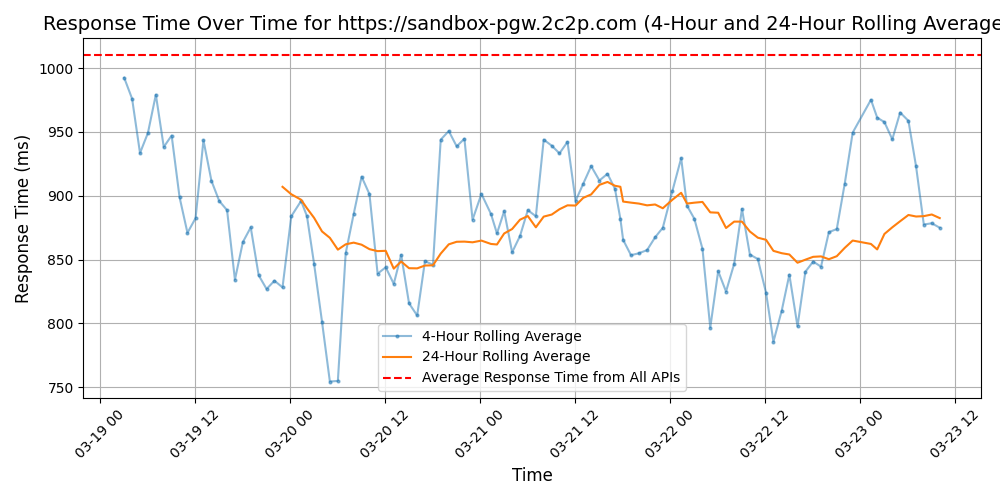 Response Time Over Time for https://sandbox-pgw.2c2p.com (4-Hour and 24-Hour Rolling Average
1000
950
900
850
800
750
Response Time (ms)
4-Hour Rolling Average
24-Hour Rolling Average
Average Response Time from All APIs
03-19 00
03-19 12
03-20 00
03-20 12
03-21 00
03-21 12
03-22 00
03-22 12
03-23 00
03-23 12
Time